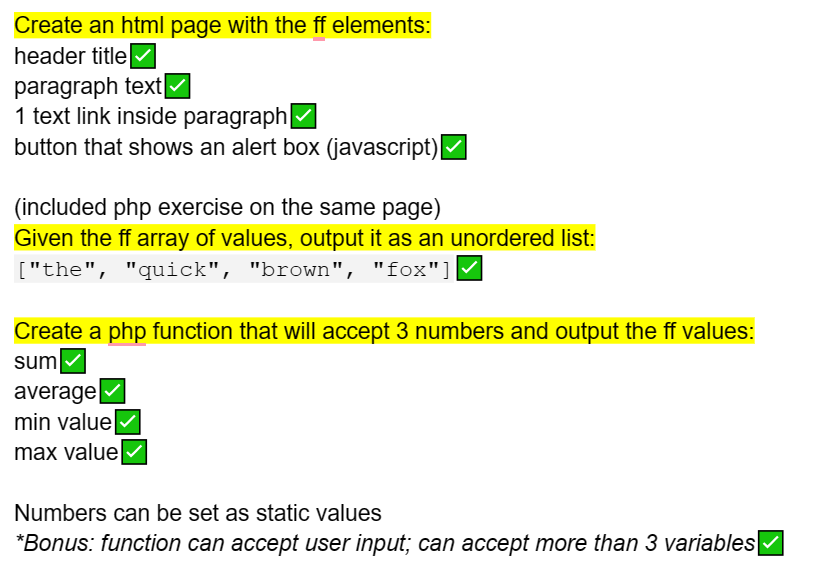 Create an html page with the ff elements:
header title✅
paragraph text✅
1 text link inside paragraph✅
button that shows an alert box (javascript)✅
(included php exercise on the same page)
Given the ff array of values, output it as an unordered list:
["the", "quick", "brown", "fox"]✅
Create a php function that will accept 3 numbers and output the ff values:
sum✅
average✅
min value✅
max value✅
Numbers can be set as static values
*Bonus: function can accept user input; can accept more than 3 variables✅